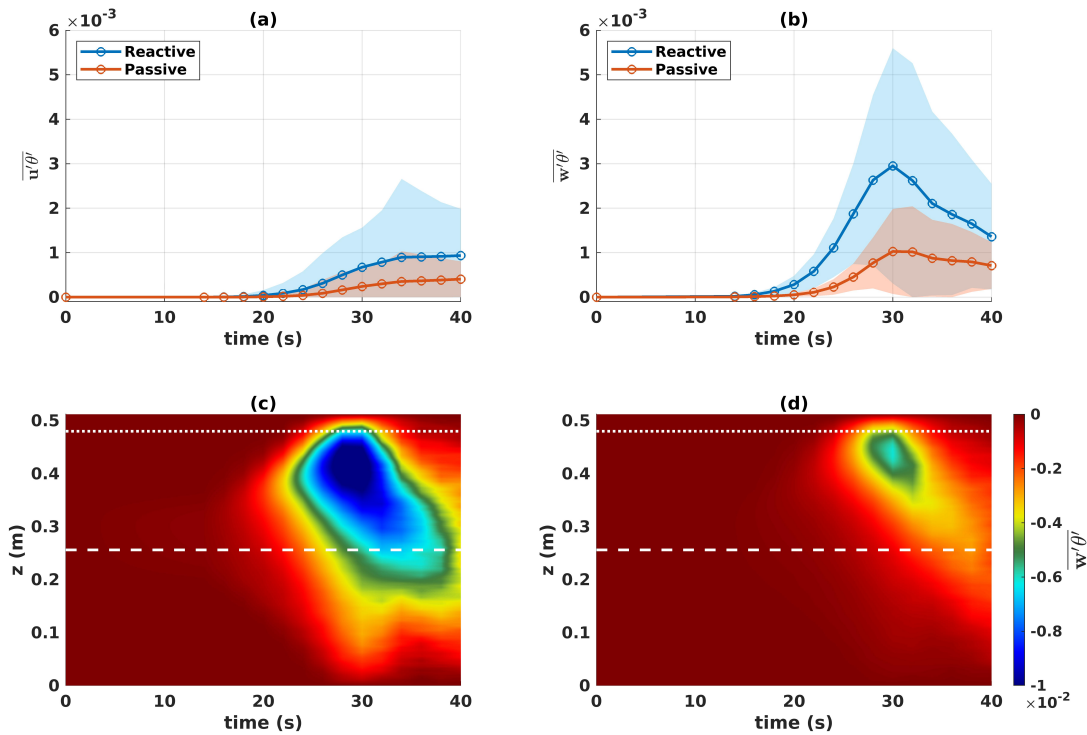 ×10⁻³ (a)
6
5
4
3
2
1
0
Reactive
Passive
u′θ′
0 10 20 30 40
time (s)
×10⁻³ (b)
6
5
4
3
2
1
0
Reactive
Passive
w′θ′
0 10 20 30 40
time (s)
(c)
0.5
0.4
0.3
0.2
0.1
0
z (m)
0 10 20 30 40
time (s)
(d)
0.5
0.4
0.3
0.2
0.1
0
z (m)
0 10 20 30 40
time (s)
0
-0.2
-0.4
-0.6
-0.8
-1
×10⁻²
w′θ′